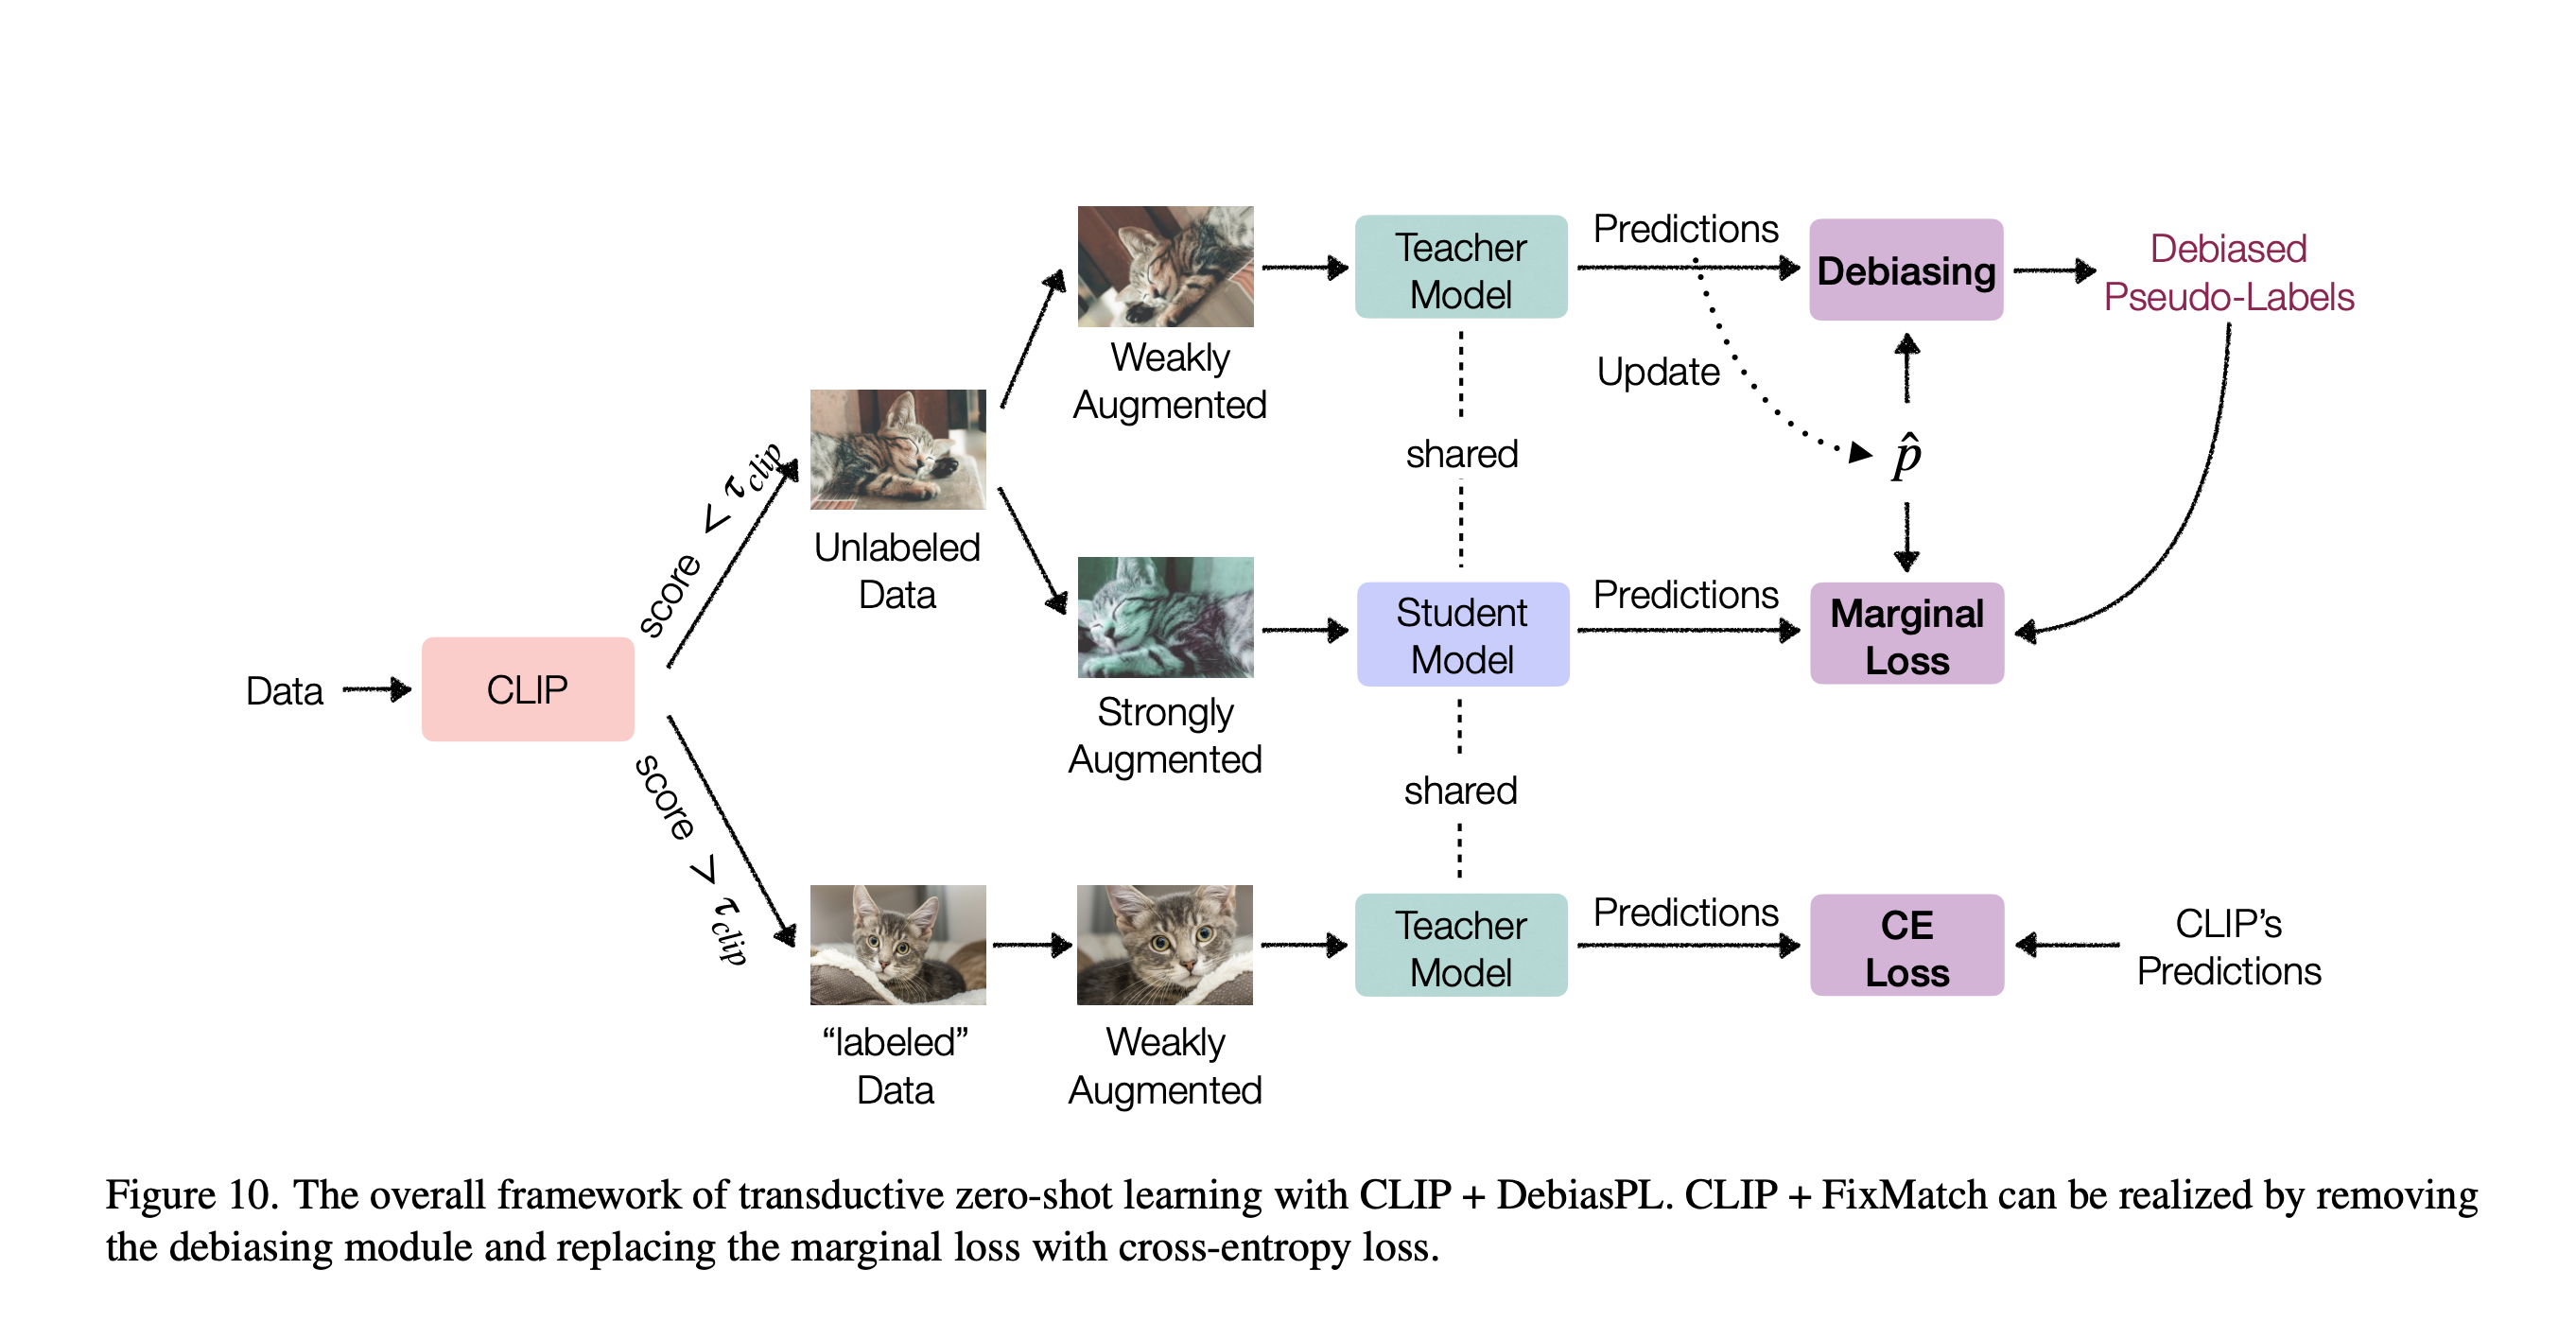 Data
CLIP
score < τclip
score > τclip
Unlabeled
Data
"labeled"
Data
Weakly
Augmented
Strongly
Augmented
Weakly
Augmented
Teacher
Model
shared
Student
Model
shared
Teacher
Model
Predictions
Update
Predictions
Predictions
Debiasing
p̂
Marginal
Loss
CE
Loss
Debiased
Pseudo-Labels
CLIP's
Predictions
Figure 10. The overall framework of transductive zero-shot learning with CLIP + DebiasPL. CLIP + FixMatch can be realized by removing
the debiasing module and replacing the marginal loss with cross-entropy loss.